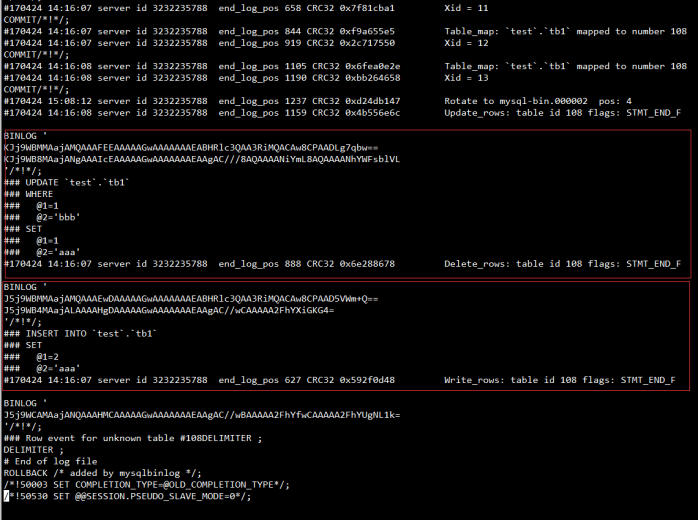 #170424 14:16:07 server id 3232235788  end_log_pos 658 CRC32 0x7f81cba1         Xid = 11
COMMIT/*!*/;
#170424 14:16:07 server id 3232235788  end_log_pos 844 CRC32 0xf9a655e5         Table_map: `test`.`tb1` mapped to number 108
#170424 14:16:07 server id 3232235788  end_log_pos 919 CRC32 0x2c717550         Xid = 12
COMMIT/*!*/;
#170424 14:16:08 server id 3232235788  end_log_pos 1105 CRC32 0x6fea0e2e        Table_map: `test`.`tb1` mapped to number 108
#170424 14:16:08 server id 3232235788  end_log_pos 1190 CRC32 0xbb264658        Xid = 13
COMMIT/*!*/;
#170424 15:08:12 server id 3232235788  end_log_pos 1237 CRC32 0xd24db147        Rotate to mysql-bin.000002  pos: 4
#170424 14:16:08 server id 3232235788  end_log_pos 1159 CRC32 0x4b556e6c        Update_rows: table id 108 flags: STMT_END_F
BINLOG '
KJj9WBMMAajAMQAAAFEEAAAAAGwAAAAAAAEABHRlc3QAA3RiMQACAw8CPAADLg7qbw==
KJj9WB8MAajANgAAAIcEAAAAAGwAAAAAAAEAAgAC///8AQAAAANiYmL8AQAAAANhYWFsblVL
'/*!*/;
### UPDATE `test`.`tb1`
### WHERE
###   @1=1
###   @2='bbb'
### SET
###   @1=1
###   @2='aaa'
#170424 14:16:07 server id 3232235788  end_log_pos 888 CRC32 0x6e288678         Delete_rows: table id 108 flags: STMT_END_F
BINLOG '
J5j9WBMMAajAMQAAAEwDAAAAAGwAAAAAAAEABHRlc3QAA3RiMQACAw8CPAAD5VWm+Q==
J5j9WB4MAajALAAAAHgDAAAAAGwAAAAAAAEAAgAC//wCAAAAA2FhYXiGKG4=
'/*!*/;
### INSERT INTO `test`.`tb1`
### SET
###   @1=2
###   @2='aaa'
#170424 14:16:07 server id 3232235788  end_log_pos 627 CRC32 0x592f0d48         Write_rows: table id 108 flags: STMT_END_F
BINLOG '
J5j9WCAMAajANQAAAHMCAAAAAGwAAAAAAAEAAgAC//wBAAAAA2FhYfwCAAAAA2FhYUgNL1k=
'/*!*/;
### Row event for unknown table #108DELIMITER ;
DELIMITER ;
# End of log file
ROLLBACK /* added by mysqlbinlog */;
/*!50003 SET COMPLETION_TYPE=@OLD_COMPLETION_TYPE*/;
/*!50530 SET @@SESSION.PSEUDO_SLAVE_MODE=0*/;